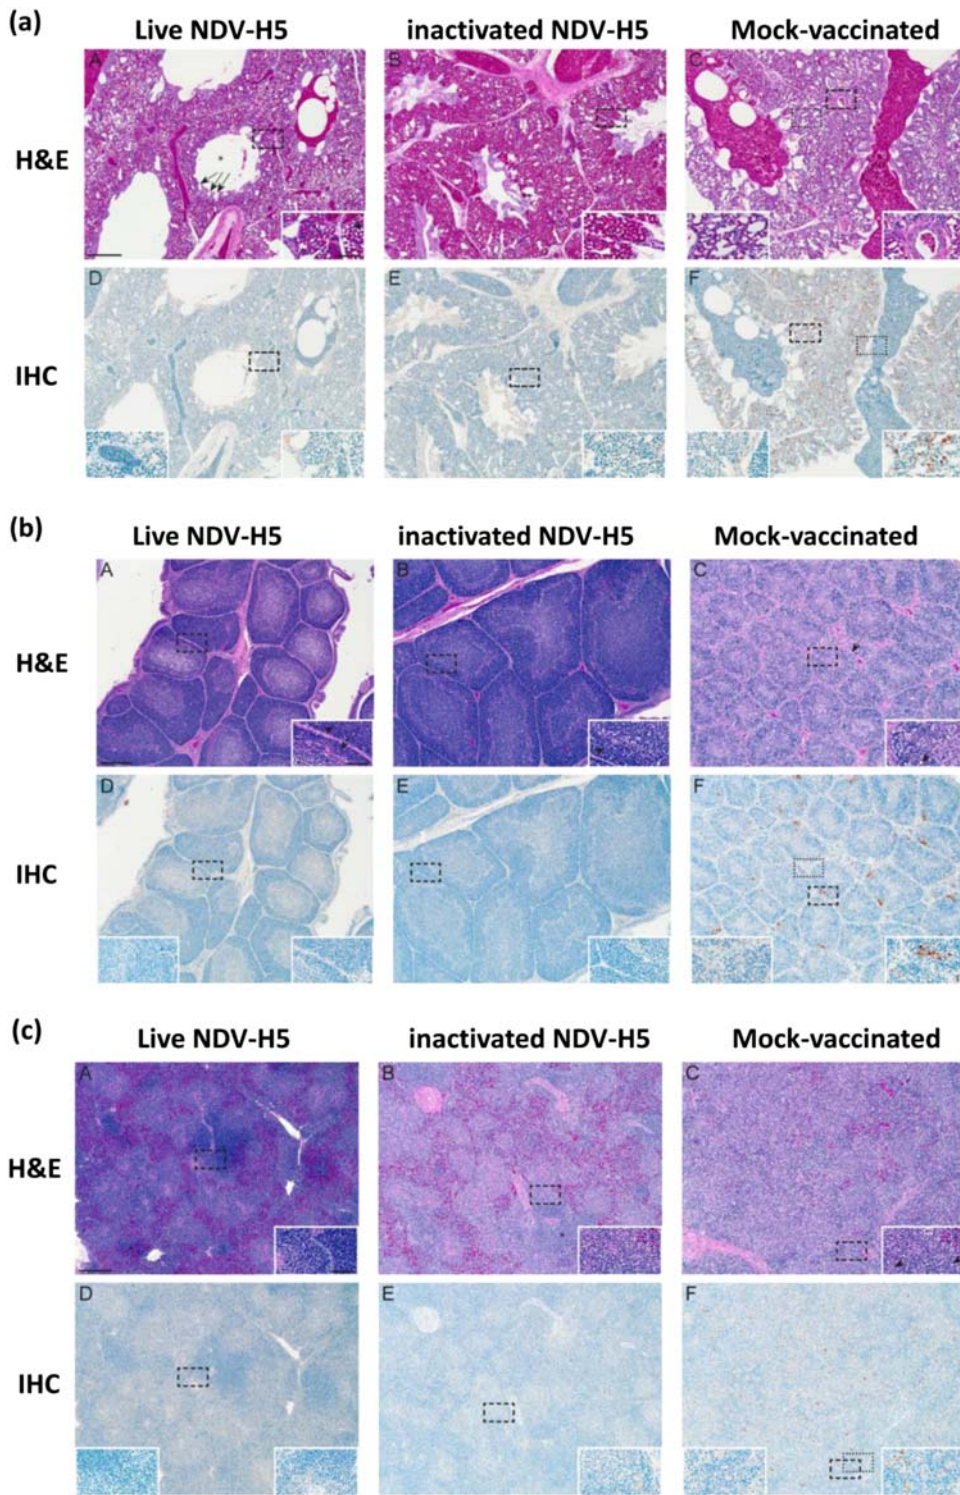 (a)
Live NDV-H5 inactivated NDV-H5 Mock-vaccinated
H&E
A B C
IHC
D E F
(b)
Live NDV-H5 inactivated NDV-H5 Mock-vaccinated
H&E
A B C
IHC
D E F
(c)
Live NDV-H5 inactivated NDV-H5 Mock-vaccinated
H&E
A B C
IHC
D E F